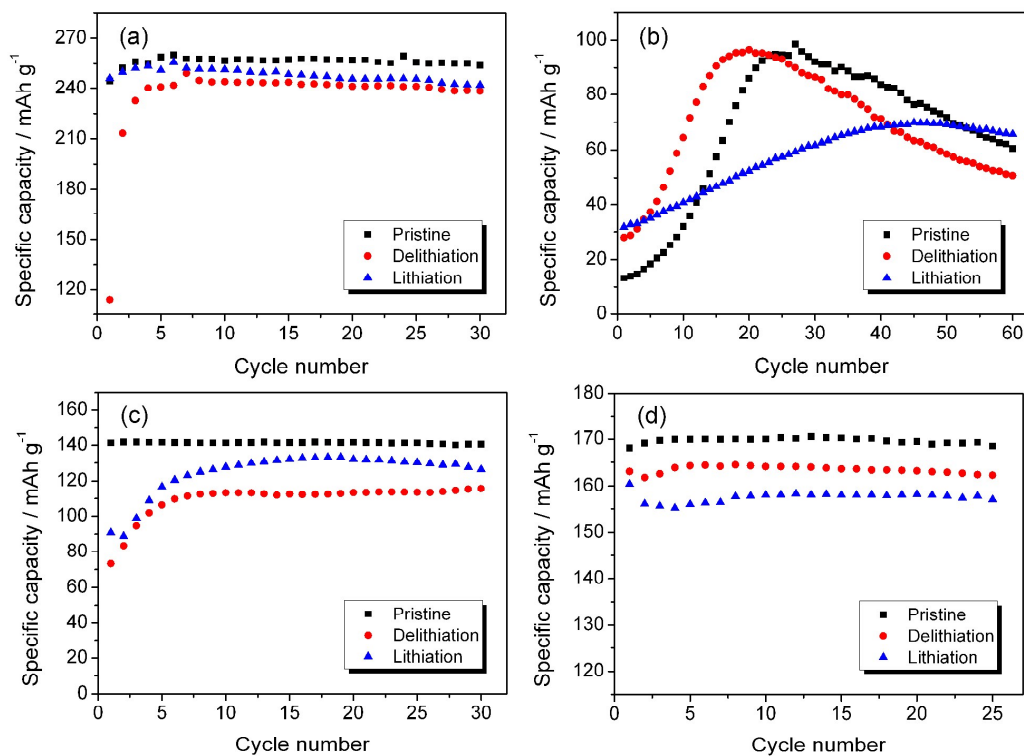 (a)
Specific capacity / mAh g⁻¹
270
240
210
180
150
120
0 5 10 15 20 25 30
Cycle number
Pristine
Delithiation
Lithiation
(b)
Specific capacity / mAh g⁻¹
100
80
60
40
20
0
0 10 20 30 40 50 60
Cycle number
Pristine
Delithiation
Lithiation
(c)
Specific capacity / mAh g⁻¹
160
140
120
100
80
60
40
20
0
0 5 10 15 20 25 30
Cycle number
Pristine
Delithiation
Lithiation
(d)
Specific capacity / mAh g⁻¹
170
170
160
150
140
130
120
0 5 10 15 20 25
Cycle number
Pristine
Delithiation
Lithiation